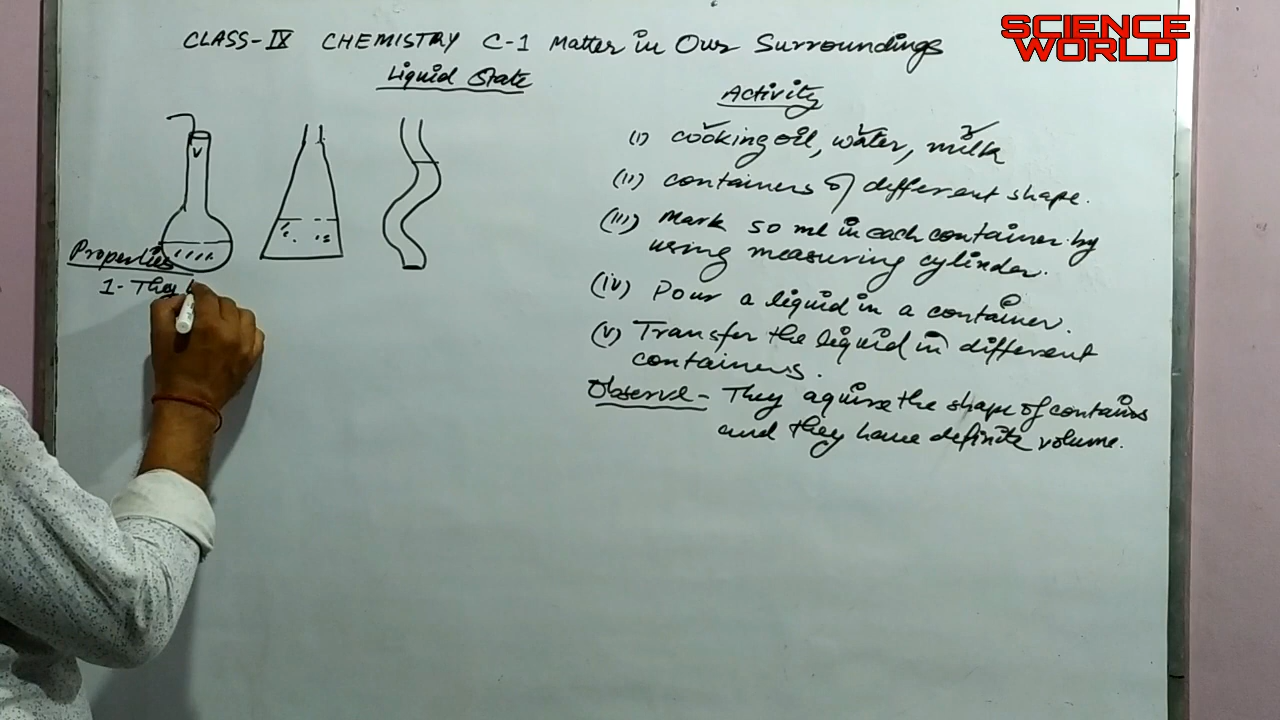 SCIENCE
WORLD
CLASS-IX CHEMISTRY C-1 Matter in Our Surroundings
Liquid State
V
Properties
1- They
Activity
(i) cooking oil, water, milk
(ii) containers of different shape.
(iii) Mark 50 ml in each container by
using measuring cylinder.
(iv) Pour a liquid in a container.
(v) Transfer the liquid in different
containers.
Observe - They aquire the shape of
and they have definite volume.